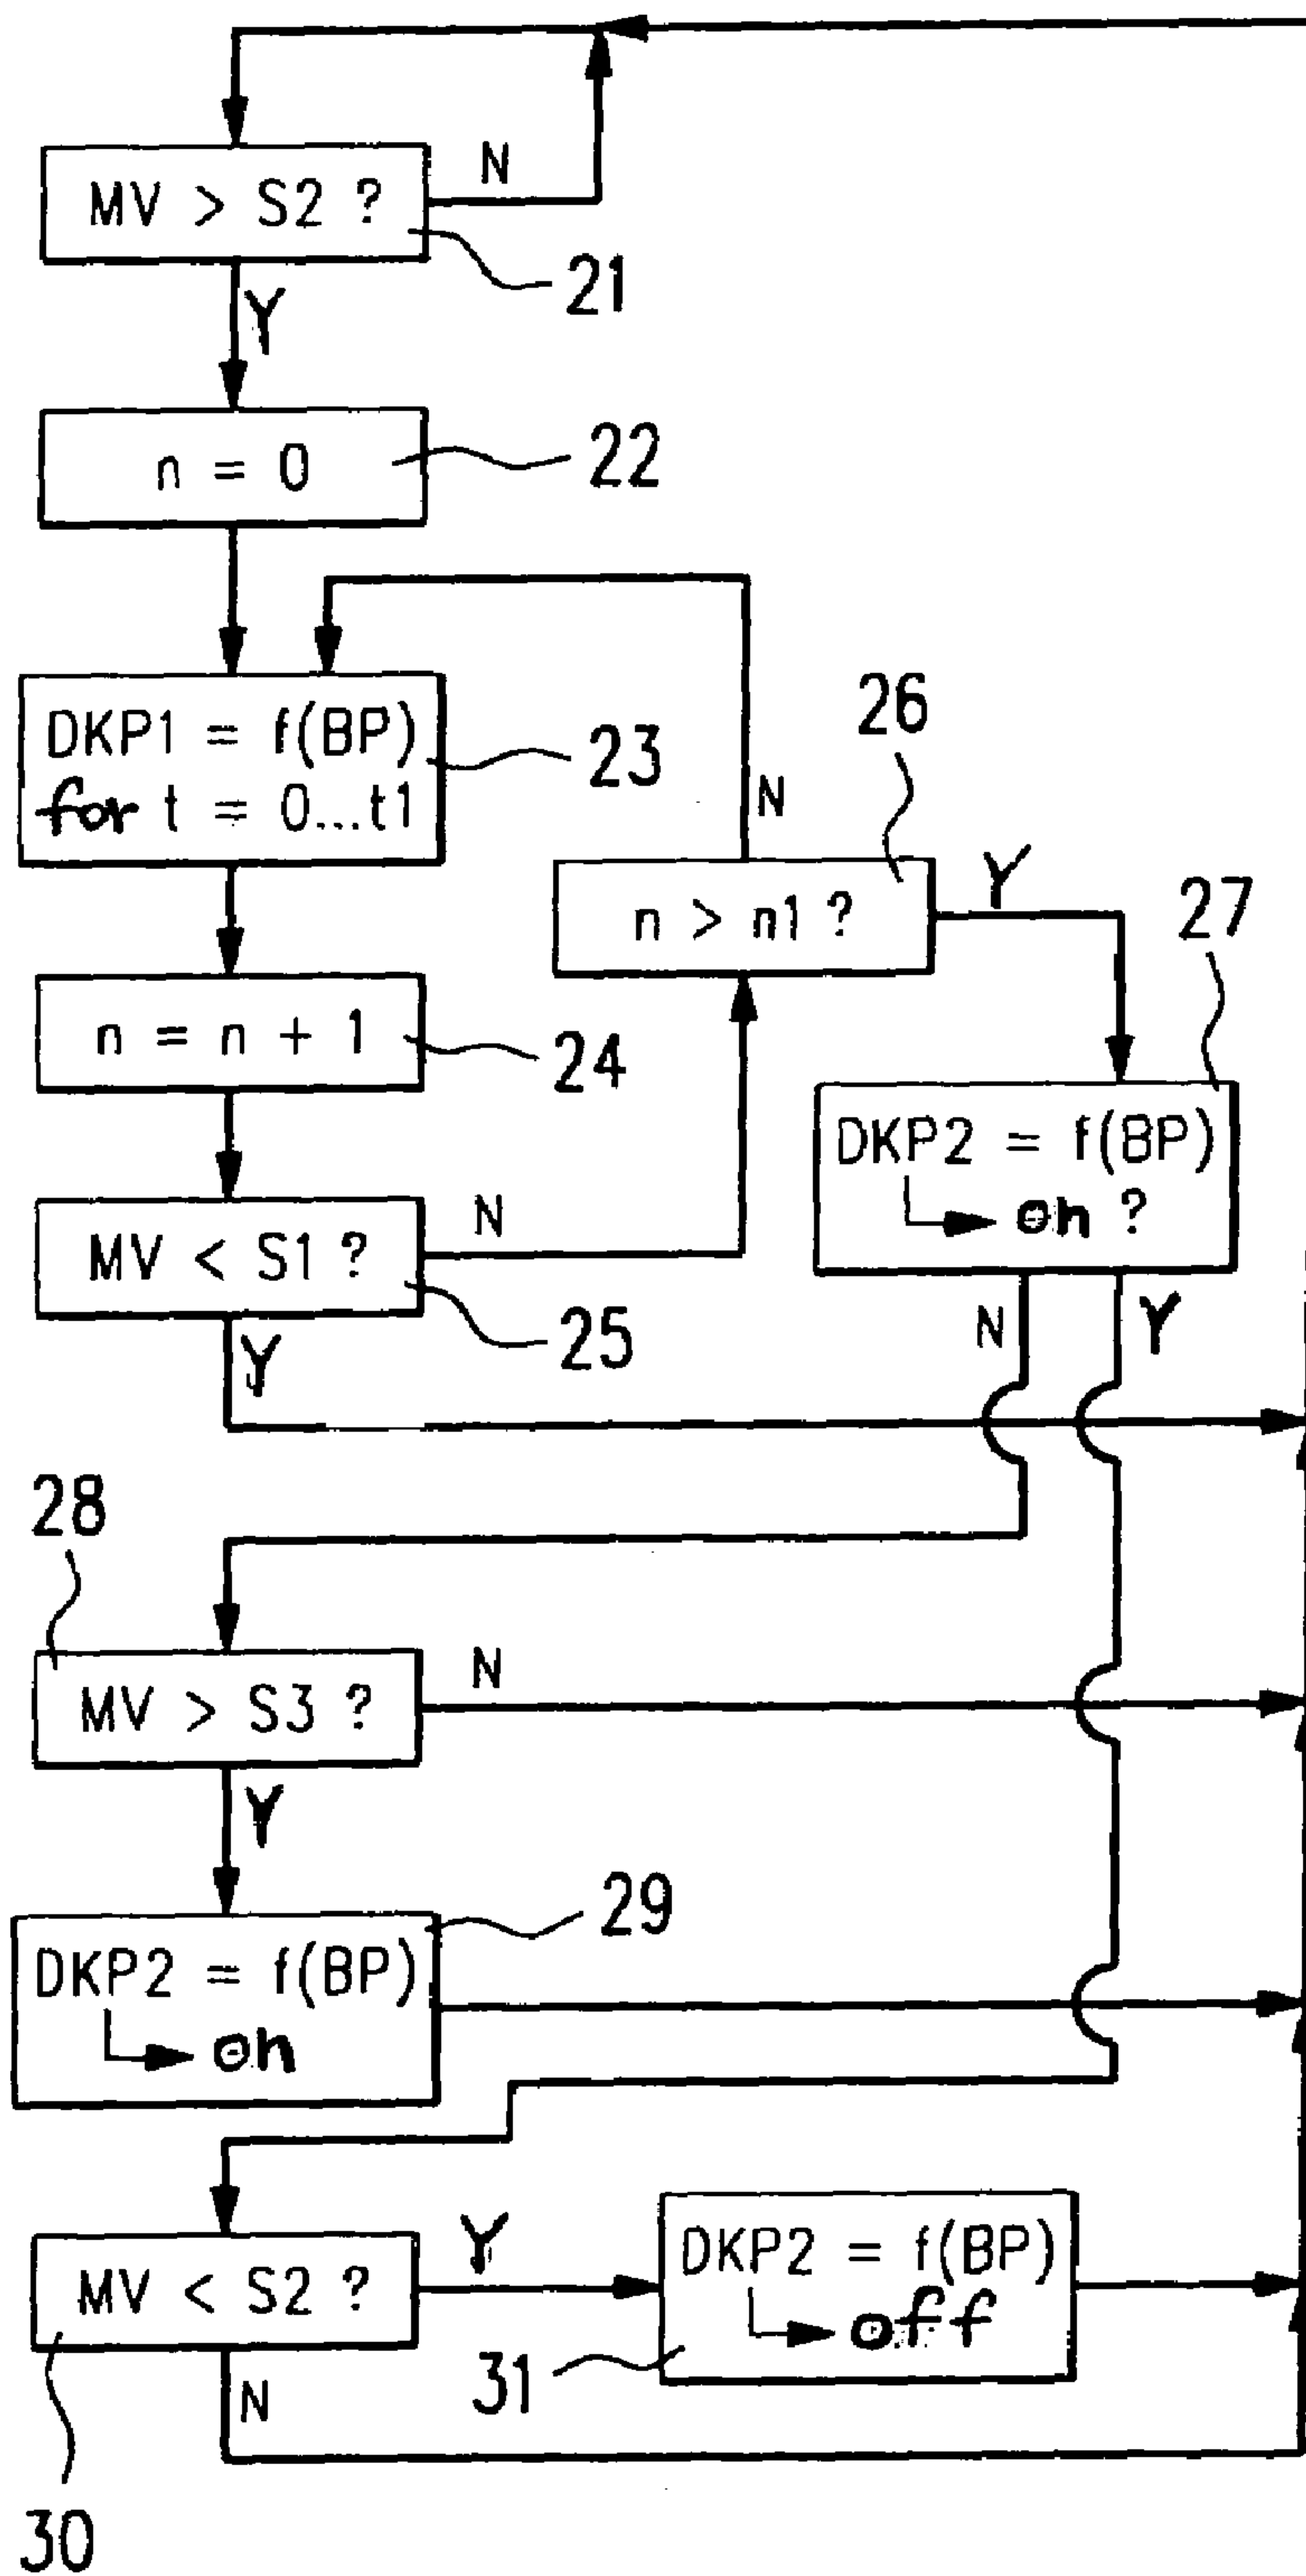 MV > S2 ?
N
21
Y
n = 0
22
DKP1 = f(BP)
for t = 0...t1
23
N
26
n > n1 ?
Y
27
n = n + 1
24
DKP2 = f(BP)
on ?
MV < S1 ?
N
25
Y
N
Y
28
MV > S3 ?
N
Y
29
DKP2 = f(BP)
on
MV < S2 ?
Y
DKP2 = f(BP)
off
31
N
30